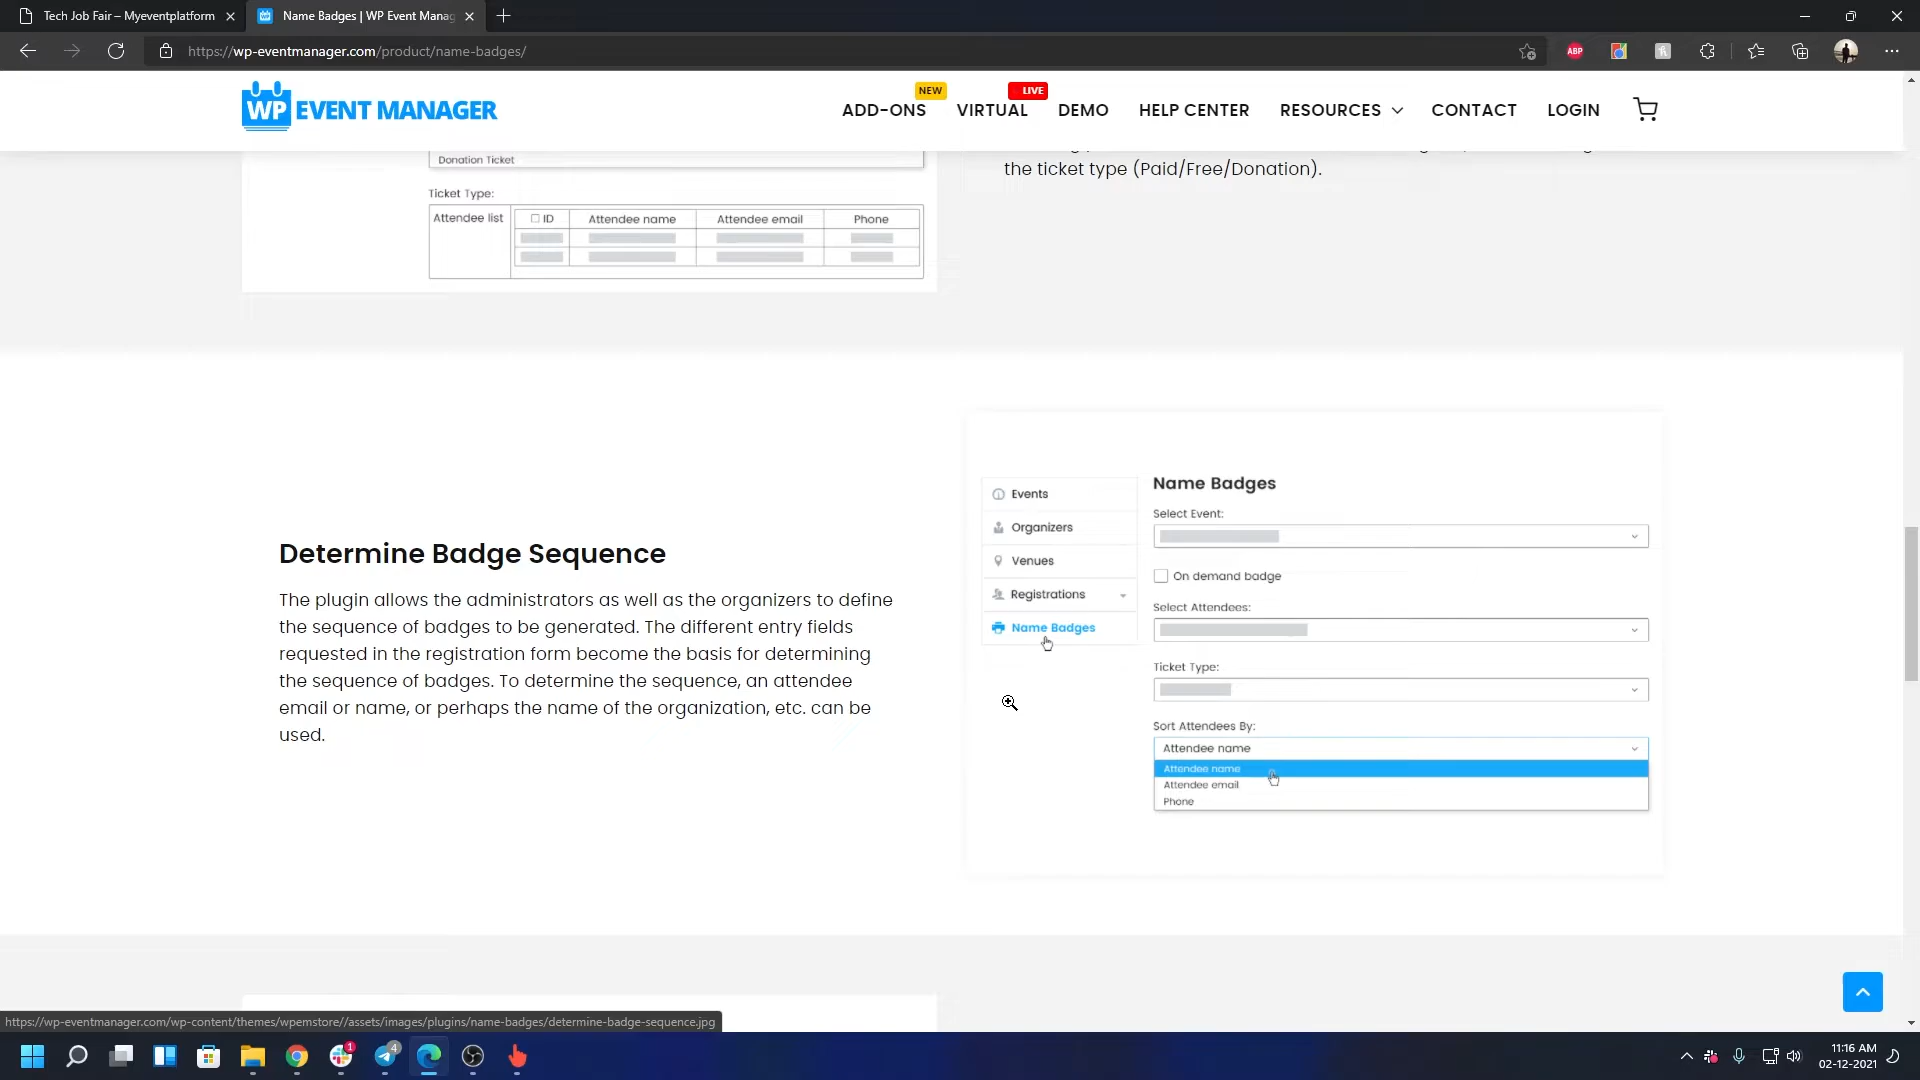 Tech Job Fair – Myeventplatform
Name Badges | WP Event Manag
https://wp-eventmanager.com/product/name-badges/
ABP
WP EVENT MANAGER
ADD-ONS
NEW
VIRTUAL
LIVE
DEMO
HELP CENTER
RESOURCES
CONTACT
LOGIN
Donation Ticket
the ticket type (Paid/Free/Donation).
Ticket Type:
Attendee list
ID
Attendee name
Attendee email
Phone
Determine Badge Sequence
The plugin allows the administrators as well as the organizers to define
the sequence of badges to be generated. The different entry fields
requested in the registration form become the basis for determining
the sequence of badges. To determine the sequence, an attendee
email or name, or perhaps the name of the organization, etc. can be
used.
Events
Organizers
Venues
Registrations
Name Badges
Name Badges
Select Event:
On demand badge
Select Attendees:
Ticket Type:
Sort Attendees By:
Attendee name
Attendee name
Attendee email
Phone
https://wp-eventmanager.com/wp-content/themes/wpemstore//assets/images/plugins/name-badges/determine-badge-sequence.jpg
1
4
11:16 AM
02-12-2021